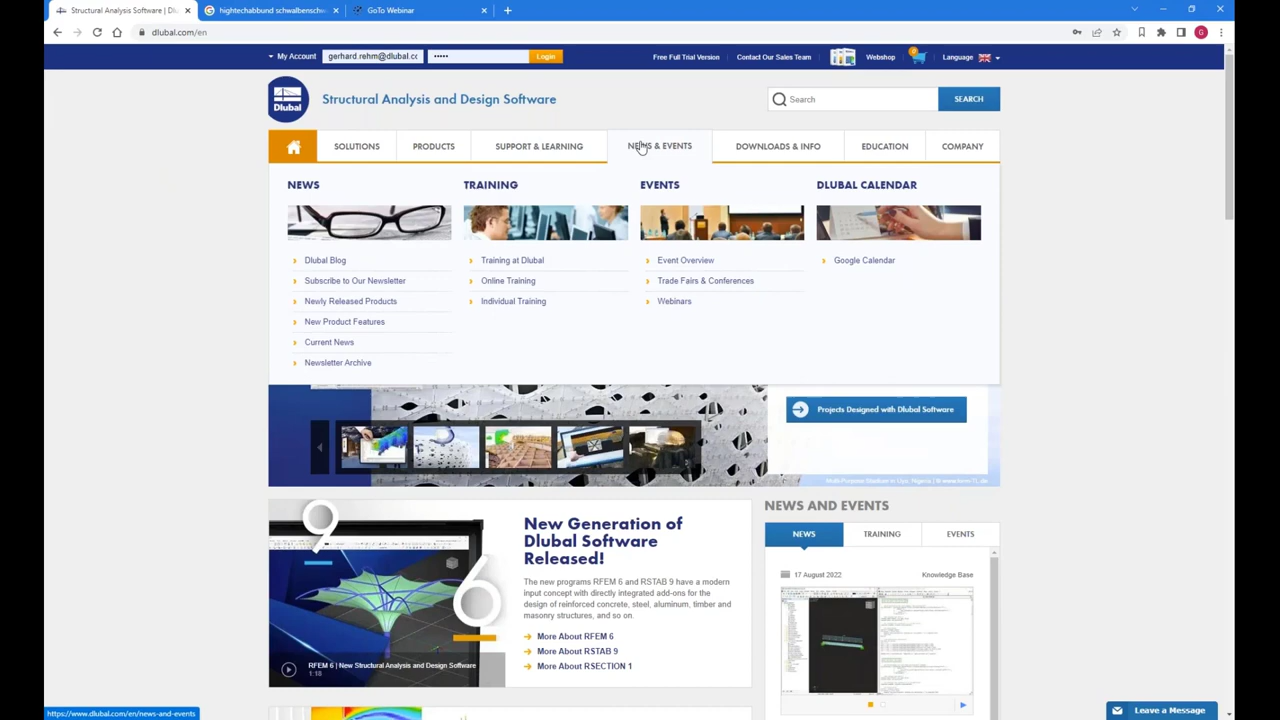 Structural Analysis Software | Dlu
hightechabbund schwalbenschw
GoTo Webinar
dlubal.com/en
My Account
gerhard.rehm@dlubal.cc
Login
Free Full Trial Version
Contact Our Sales Team
0
Webshop
Language
Dlubal
Structural Analysis and Design Software
Search
SEARCH
SOLUTIONS
PRODUCTS
SUPPORT & LEARNING
NEWS & EVENTS
DOWNLOADS & INFO
EDUCATION
COMPANY
NEWS
Dlubal Blog
Subscribe to Our Newsletter
Newly Released Products
New Product Features
Current News
Newsletter Archive
TRAINING
Training at Dlubal
Online Training
Individual Training
EVENTS
Event Overview
Trade Fairs & Conferences
Webinars
DLUBAL CALENDAR
Google Calendar
Projects Designed with Dlubal Software
9
6
RFEM 6 | New Structural Analysis and Design Software
1:18
New Generation of
Dlubal Software
Released!
The new programs RFEM 6 and RSTAB 9 have a modern
input concept with directly integrated add-ons for the
design of reinforced concrete, steel, aluminum, timber and
masonry structures, and so on.
More About RFEM 6
More About RSTAB 9
More About RSECTION 1
NEWS AND EVENTS
NEWS
TRAINING
EVENTS
17 August 2022
Knowledge Base
https://www.dlubal.com/en/news-and-events
Leave a Message